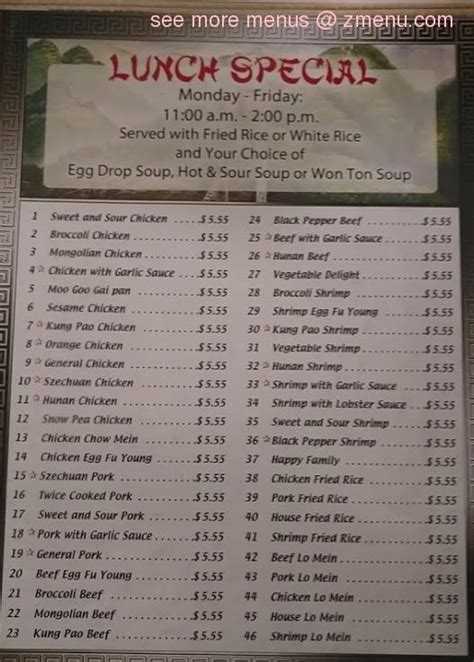 see more menus @ zmenu.com
LUNCH SPECIAL
Monday - Friday:
11:00 a.m. - 2:00 p.m.
Served with Fried Rice or White Rice
and Your Choice of
Egg Drop Soup, Hot & Sour Soup or Won Ton Soup
1 Sweet and Sour Chicken .....$ 5.55
2 Broccoli Chicken ................$ 5.55
3 Mongolian Chicken ............$ 5.55
4 ☆ Chicken with Garlic Sauce ....$ 5.55
5 Moo Goo Gai pan ..............$ 5.55
6 Sesame Chicken .................$ 5.55
7 ☆ Kung Pao Chicken ..............$ 5.55
8 ☆ Orange Chicken .................$ 5.55
9 ☆ General Chicken .................$ 5.55
10 ☆ Szechuan Chicken ..............$ 5.55
11 ☆ Hunan Chicken ..................$ 5.55
12 Snow Pea Chicken ..............$ 5.55
13 Chicken Chow Mein ............$ 5.55
14 Chicken Egg Fu Young .........$ 5.55
15 ☆ Szechuan Pork ...................$ 5.55
16 Twice Cooked Pork .............$ 5.55
17 Sweet and Sour Pork ...........$ 5.55
18 ☆ Pork with Garlic Sauce .........$ 5.55
19 ☆ General Pork .....................$ 5.55
20 Beef Egg Fu Young .............$ 5.55
21 Broccoli Beef .....................$ 5.55
22 Mongolian Beef .................$ 5.55
23 Kung Pao Beef ..................$ 5.55
24 Black Pepper Beef ..............$ 5.55
25 ☆ Beef with Garlic Sauce .........$ 5.55
26 ☆ Hunan Beef ......................$ 5.55
27 Vegetable Delight ...............$ 5.55
28 Broccoli Shrimp .................$ 5.55
29 Shrimp Egg Fu Young ..........$ 5.55
30 ☆ Kung Pao Shrimp ...............$ 5.55
31 Vegetable Shrimp ...............$ 5.55
32 ☆ Hunan Shrimp ...................$ 5.55
33 ☆ Shrimp with Garlic Sauce .....$ 5.55
34 Shrimp with Lobster Sauce ....$ 5.55
35 Sweet and Sour Shrimp ........$ 5.55
36 ☆ Black Pepper Shrimp ...........$ 5.55
37 Happy Family ....................$ 5.55
38 Chicken Fried Rice ..............$ 5.55
39 Pork Fried Rice ..................$ 5.55
40 House Fried Rice ................$ 5.55
41 Shrimp Fried Rice ...............$ 5.55
42 Beef Lo Mein ....................$ 5.55
43 Pork Lo Mein ....................$ 5.55
44 Chicken Lo Mein ................$ 5.55
45 House Lo Mein ..................$ 5.55
46 Shrimp Lo Mein .................$ 5.55